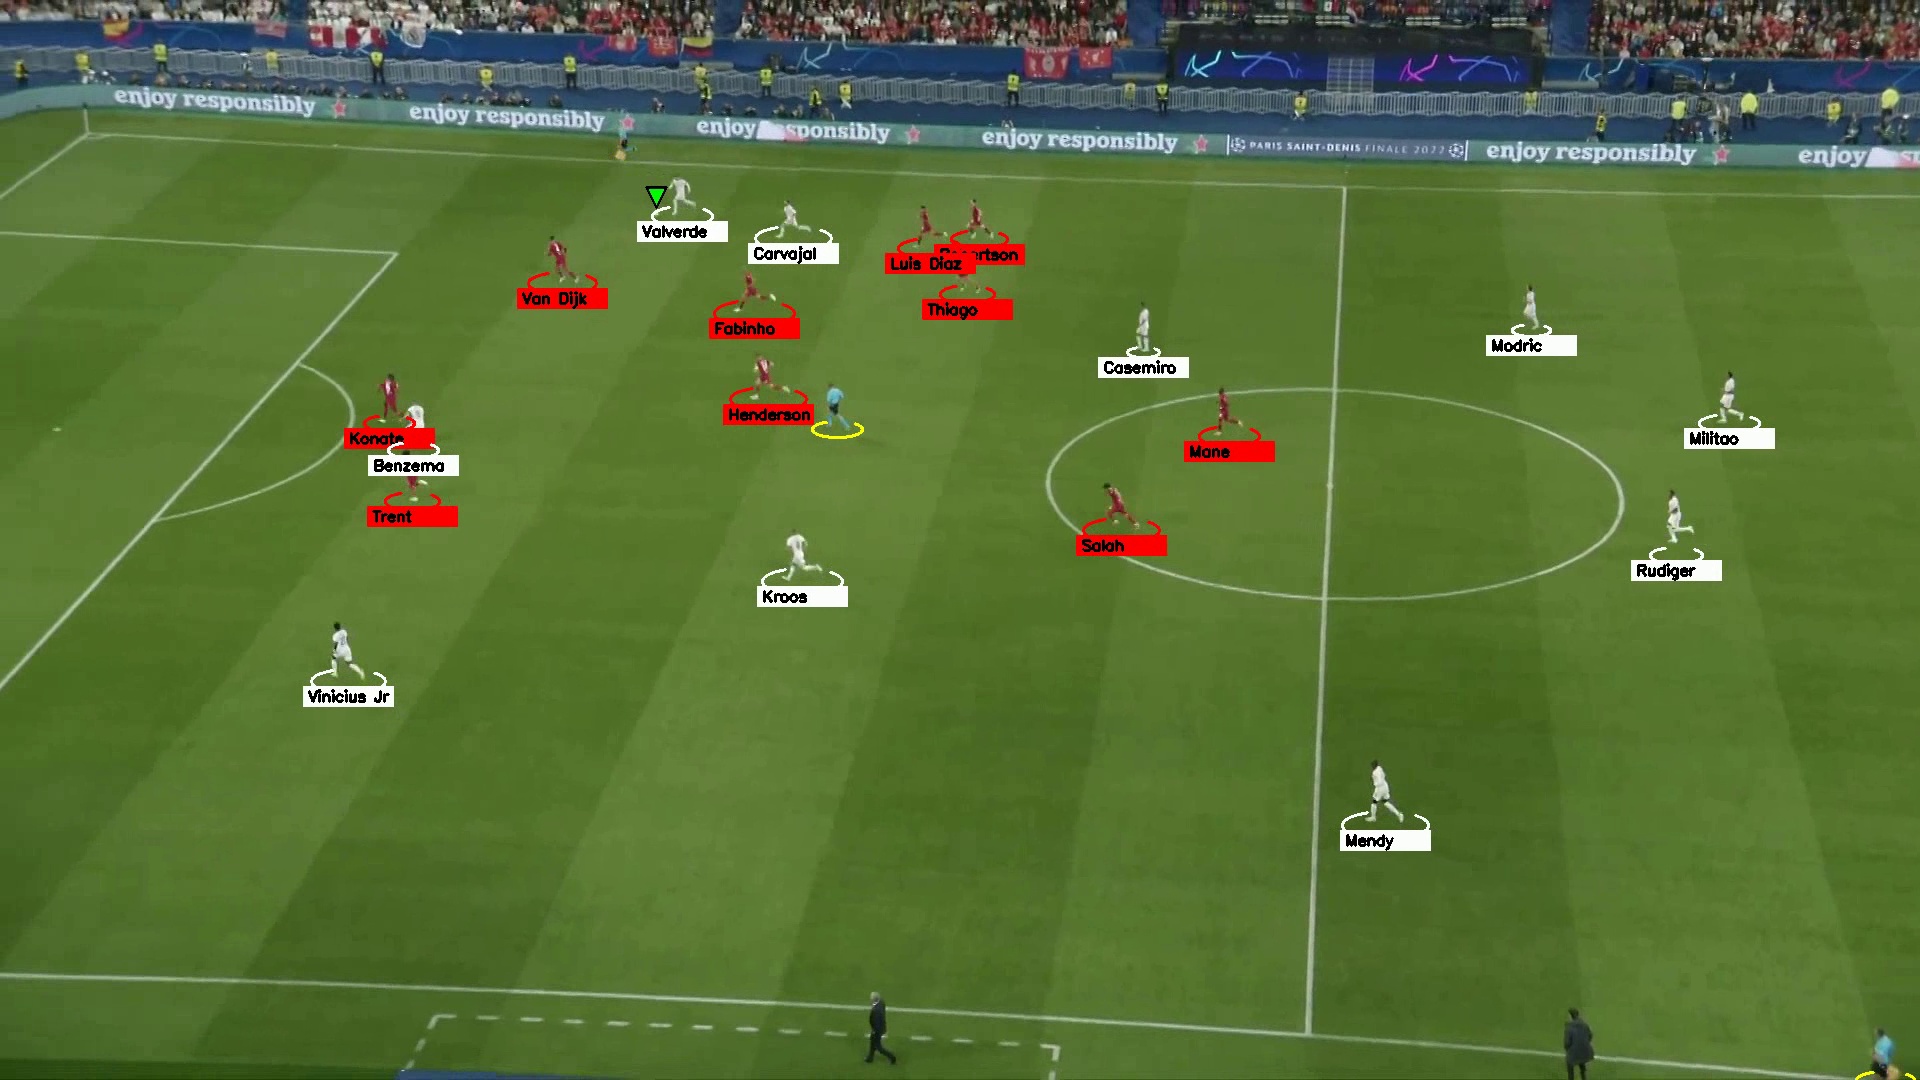 enjoy responsibly
enjoy responsibly
enjoy sponsibly
enjoy responsibly
PARIS SAINT-DENIS FINALE 2022
enjoy responsibly
enjoy
Valverde
Carvajal
Luis Diaz
Van Dijk
Thiago
Fabinho
Modric
Casemiro
Henderson
Konate
Militao
Mane
Benzema
Trent
Salah
Rudiger
Kroos
Vinicius Jr
Mendy